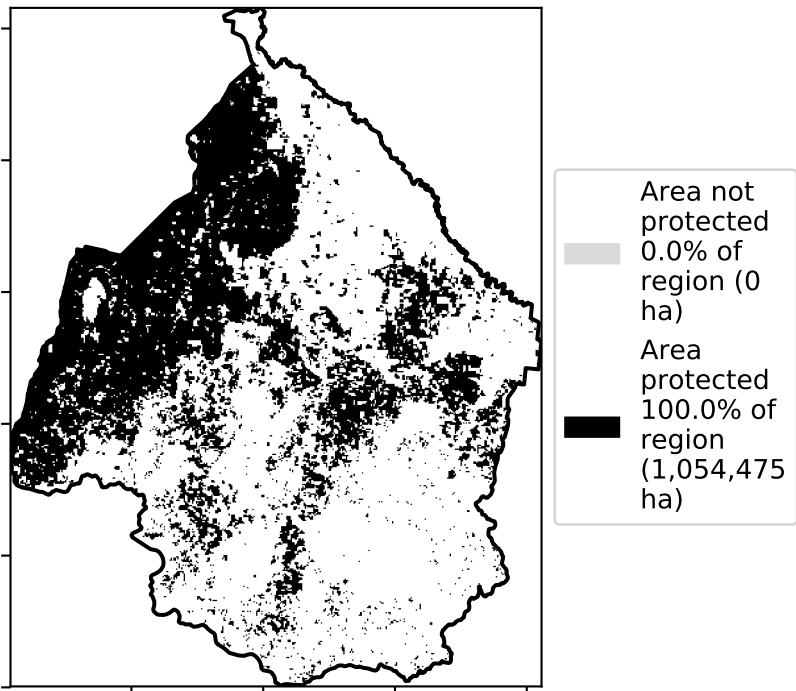 Area not
protected
0.0% of
region (0
ha)
Area
protected
100.0% of
region
(1,054,475
ha)